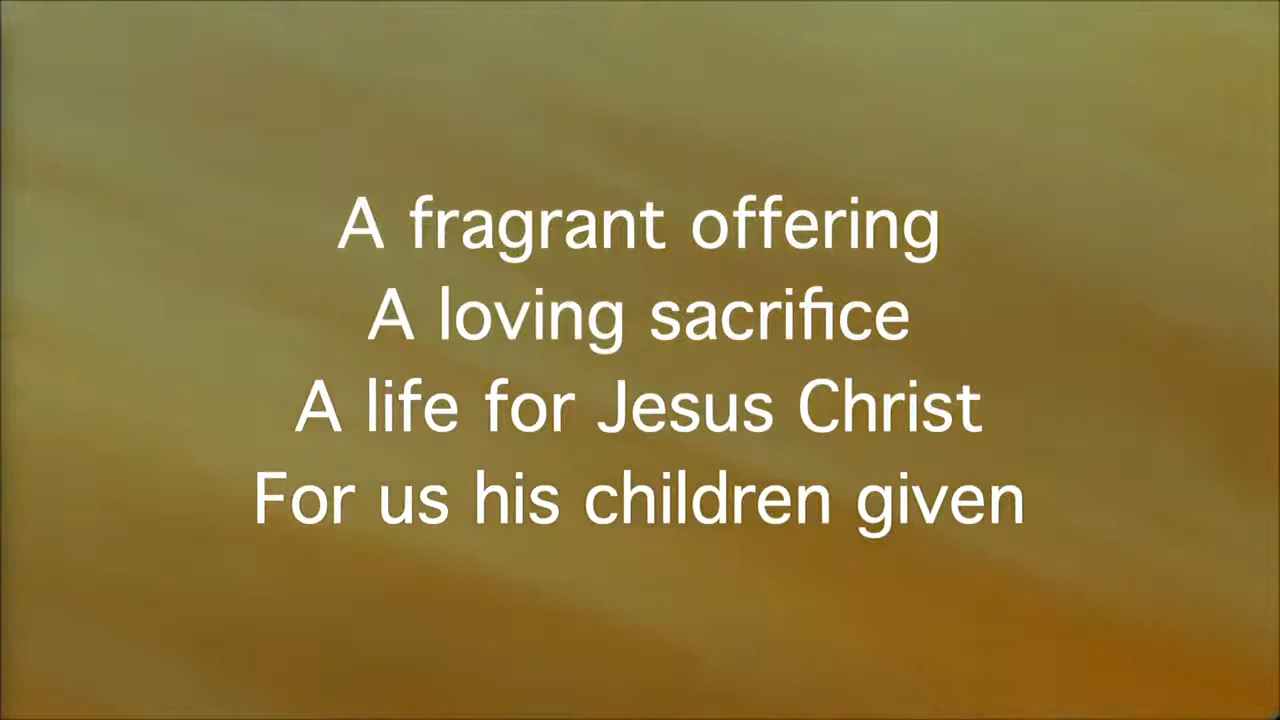 A fragrant offering
A loving sacrifice
A life for Jesus Christ
For us his children given